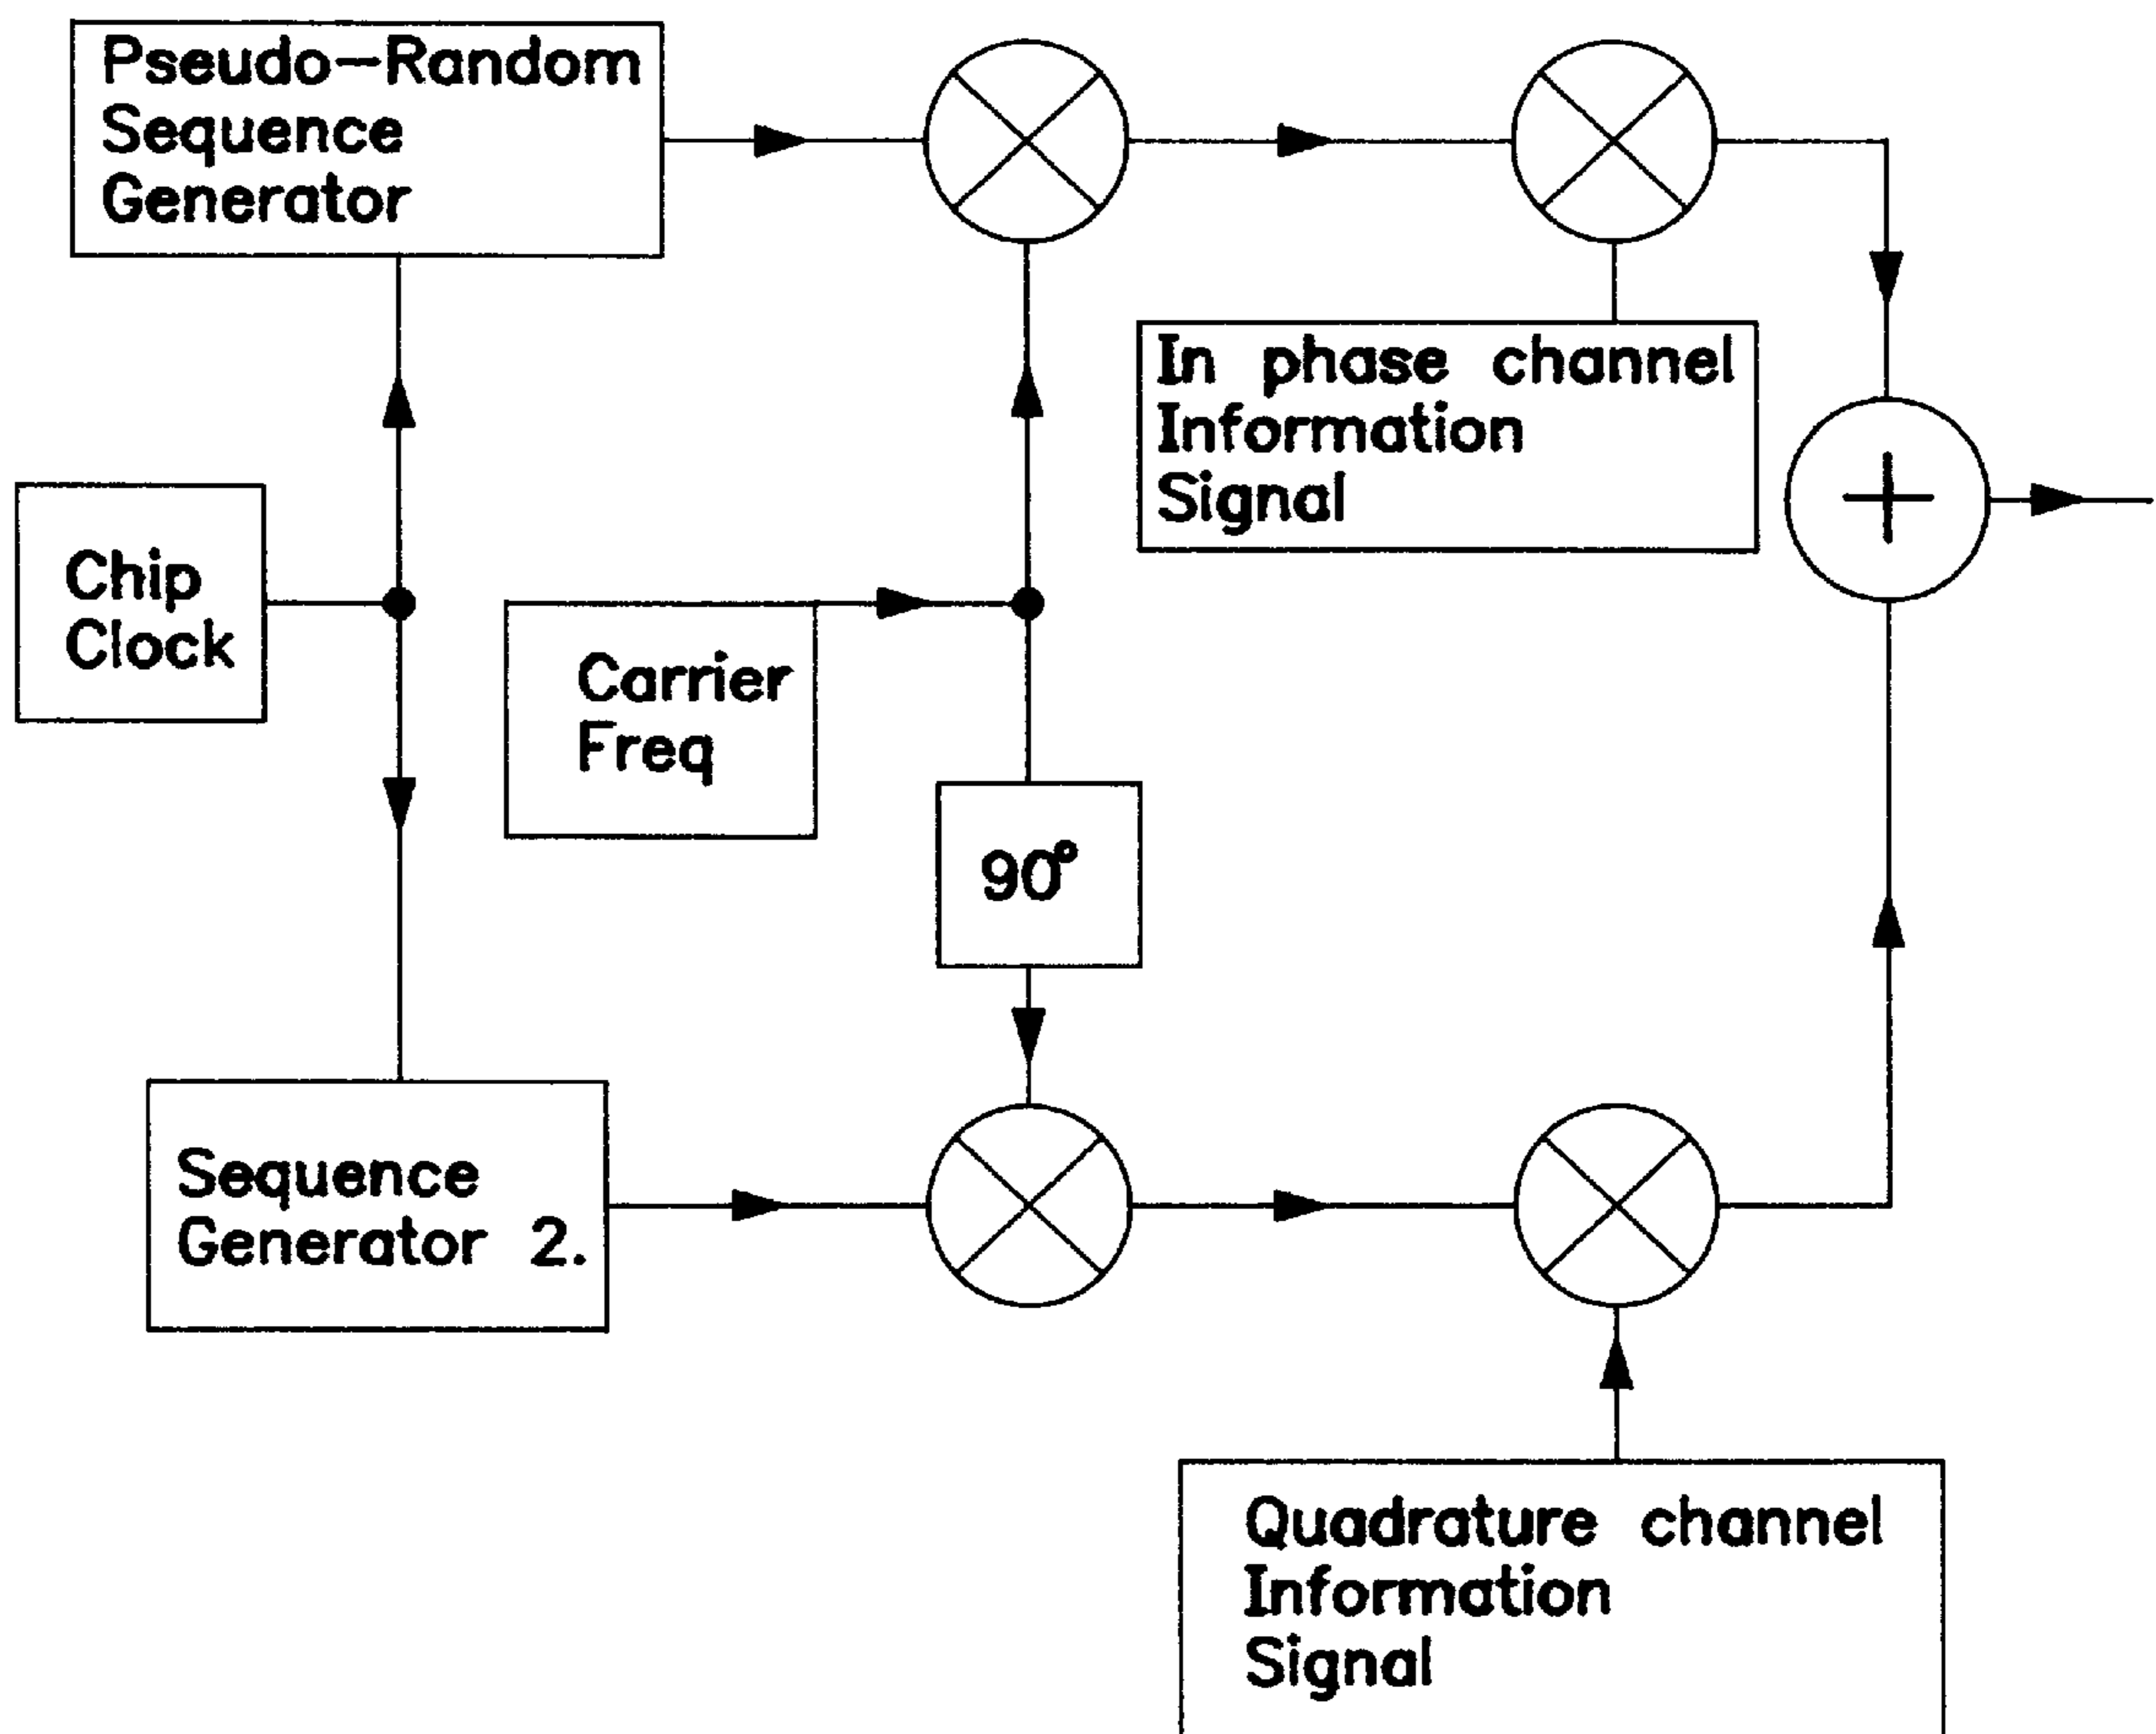 Pseudo-Random
Sequence
Generator
In phase channel
Information
Signal
Chip
Clock
Carrier
Freq
90°
Sequence
Generator 2.
Quadrature channel
Information
Signal